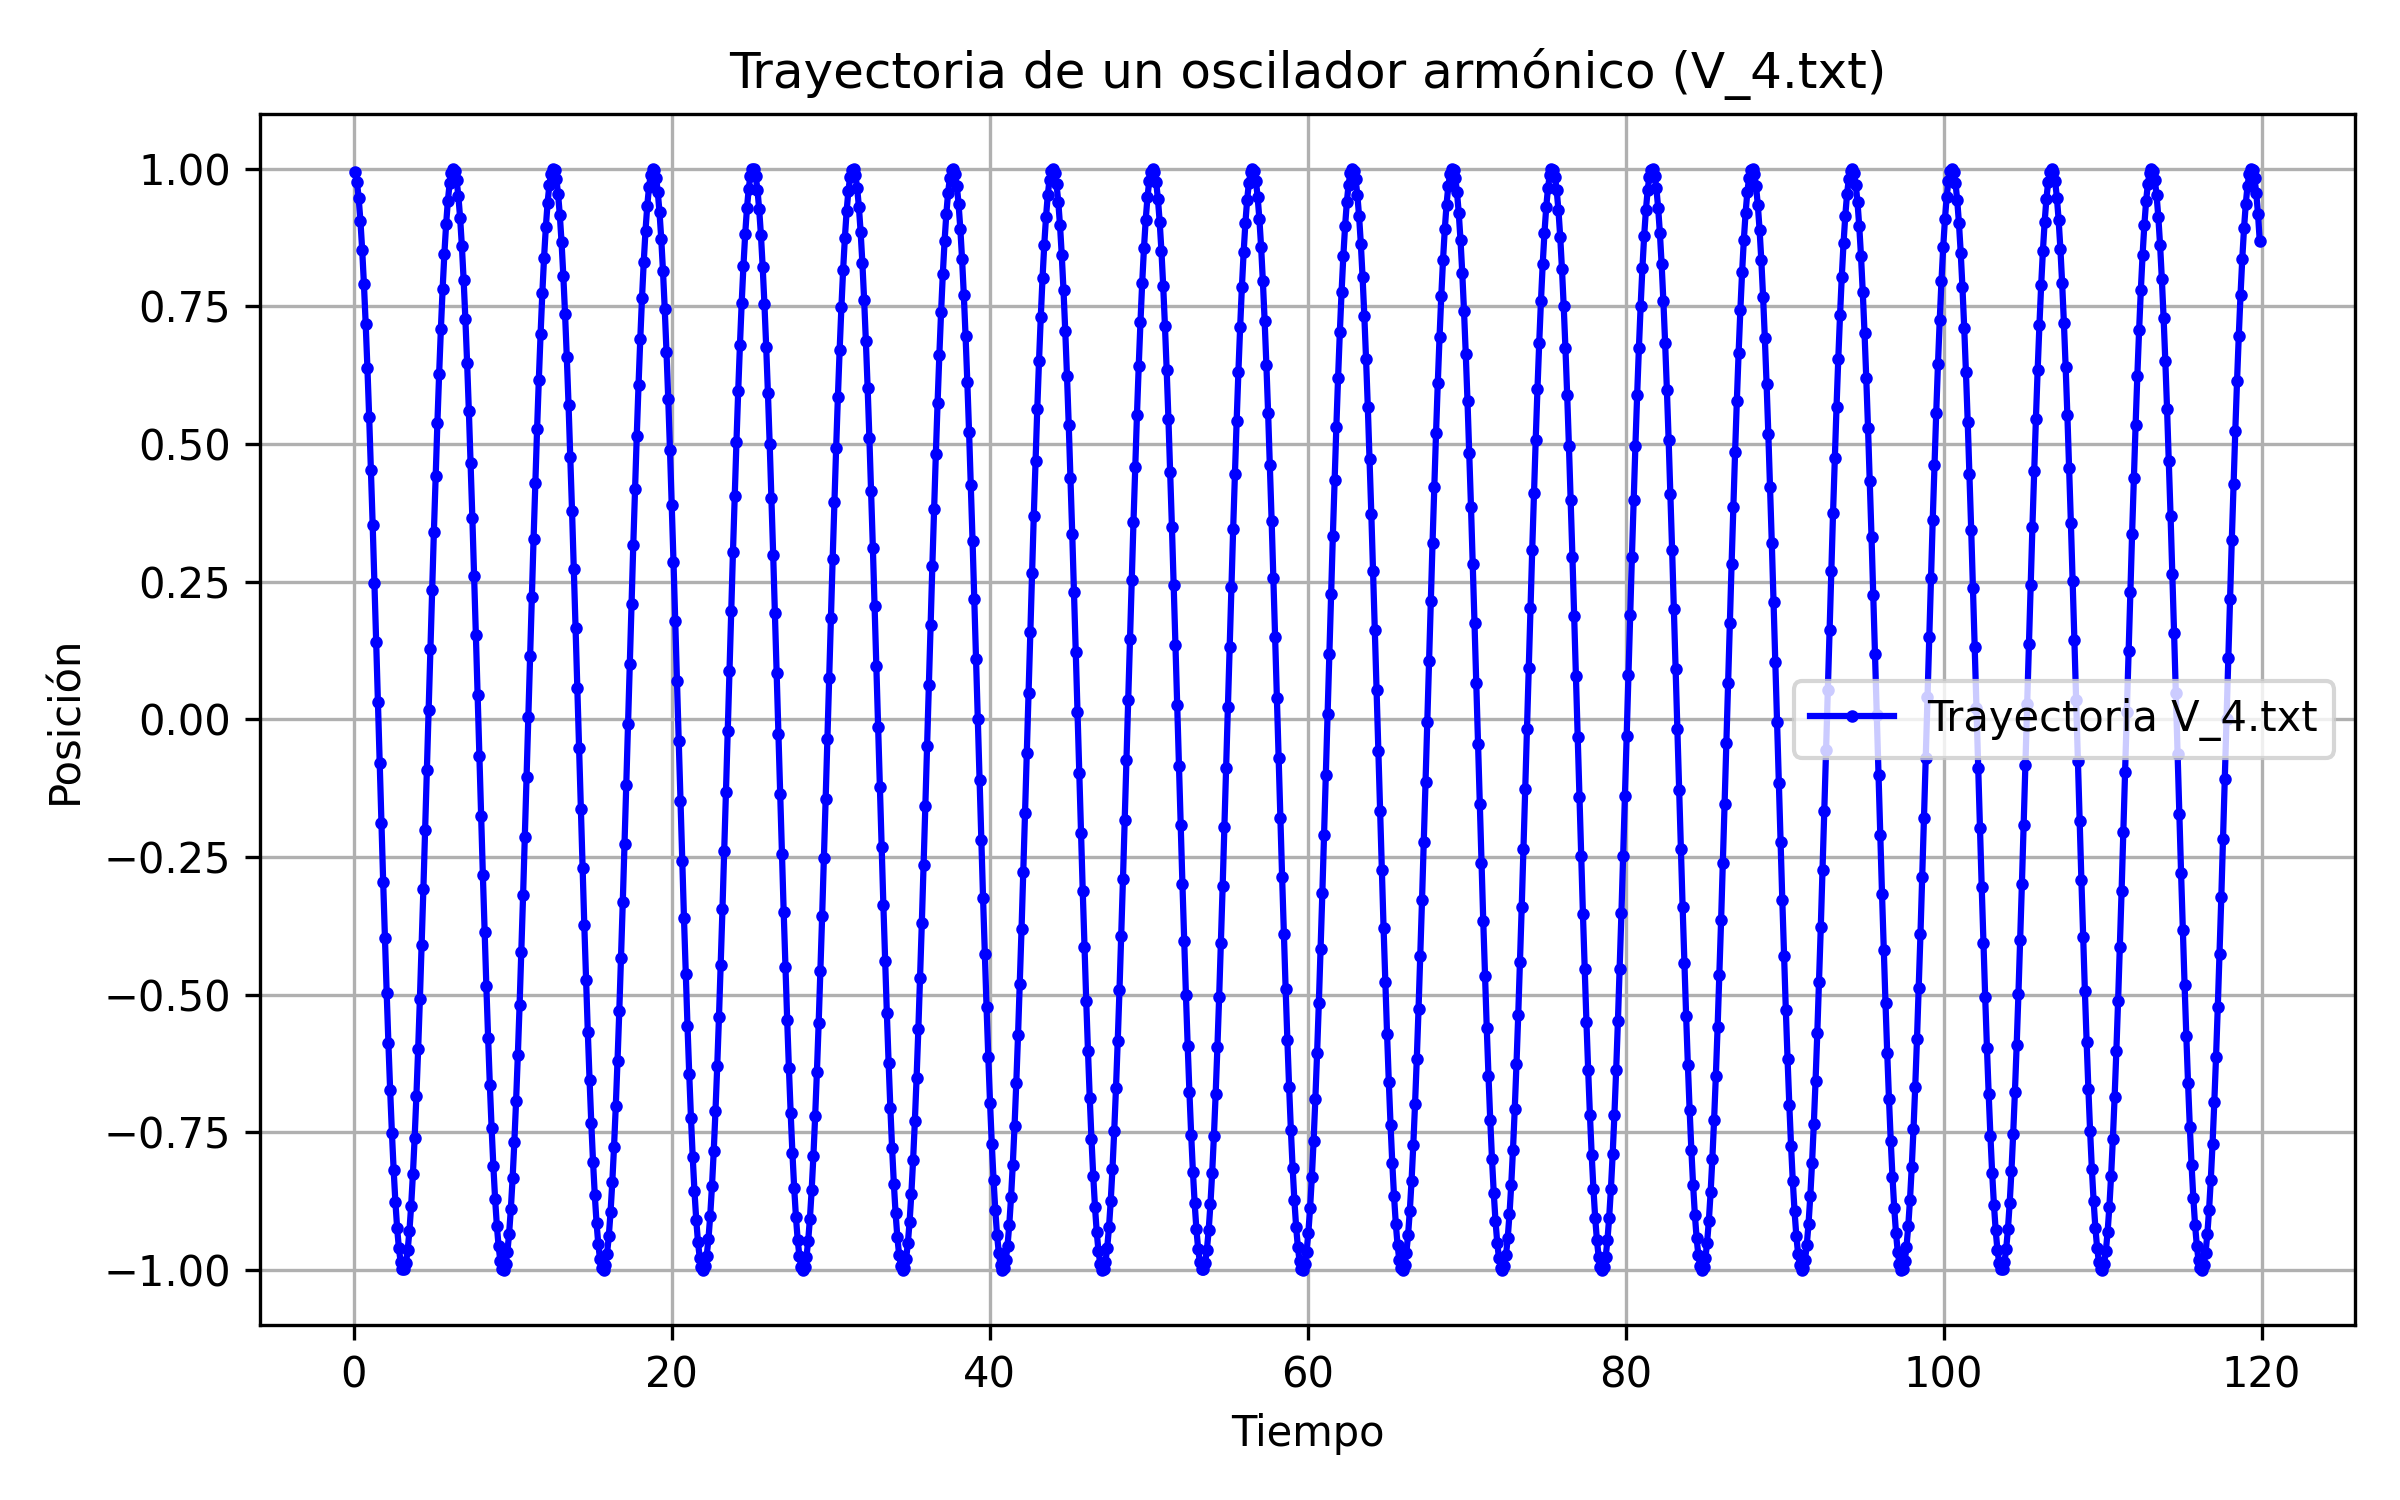 Trayectoria de un oscilador armónico (V_4.txt)
1.00
0.75
0.50
0.25
0.00
−0.25
−0.50
−0.75
−1.00
Posición
Trayectoria V_4.txt
0 20 40 60 80 100 120
Tiempo